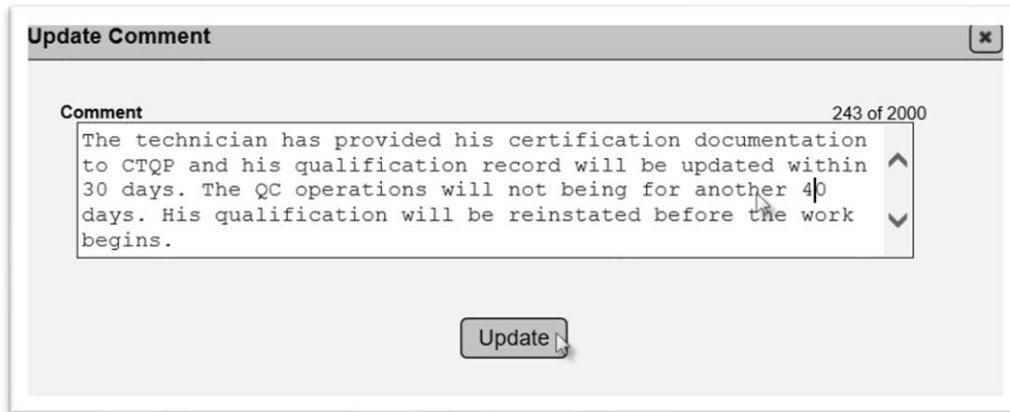 Update Comment
Comment 243 of 2000
The technician has provided his certification documentation
to CTQP and his qualification record will be updated within
30 days. The QC operations will not being for another 40
days. His qualification will be reinstated before the work
begins.
Update